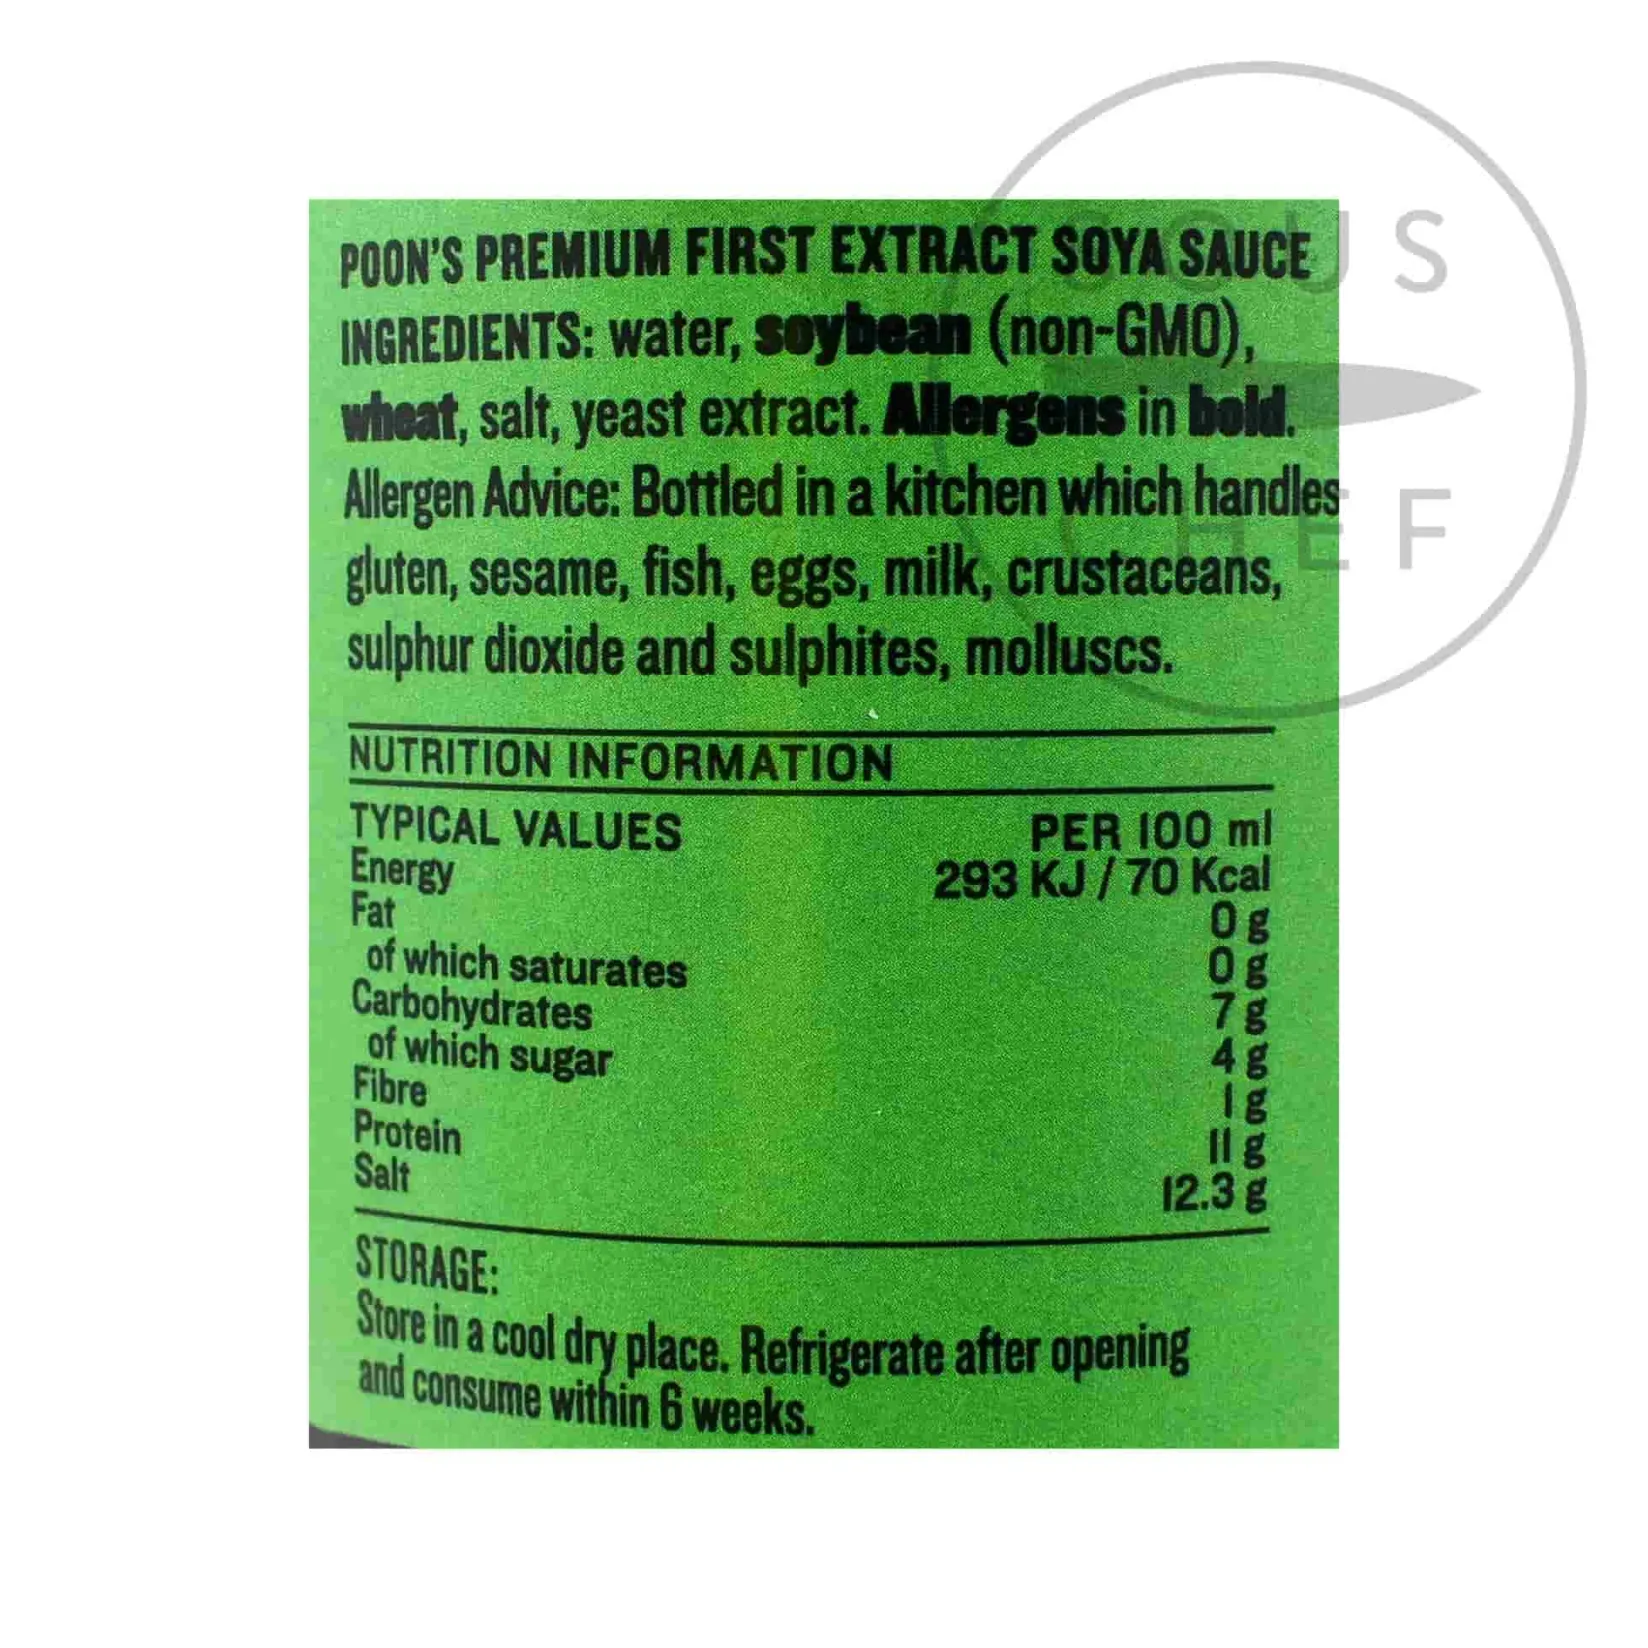 POON'S PREMIUM FIRST EXTRACT SOYA SAUCE
INGREDIENTS: water, soybean (non-GMO),
wheat, salt, yeast extract. Allergens in bold.
Allergen Advice: Bottled in a kitchen which handles
gluten, sesame, fish, eggs, milk, crustaceans,
sulphur dioxide and sulphites, molluscs.
NUTRITION INFORMATION
TYPICAL VALUES PER 100 ml
Energy 293 KJ / 70 Kcal
Fat 0 g
of which saturates 0 g
Carbohydrates 7 g
of which sugar 4 g
Fibre 1 g
Protein 11 g
Salt 12.3 g
STORAGE:
Store in a cool dry place. Refrigerate after opening
and consume within 6 weeks.
SOUS
CHEF